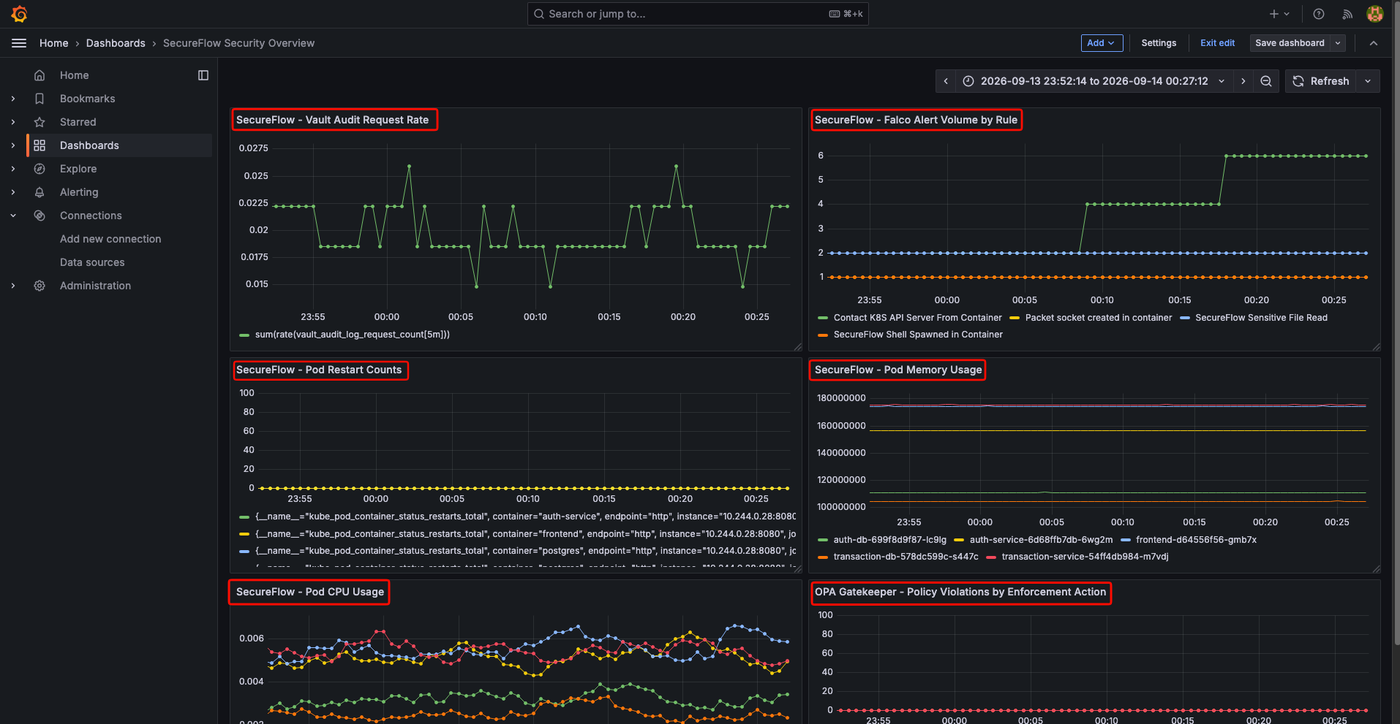 Search or jump to...
⌘+k
Home › Dashboards › SecureFlow Security Overview
Add
Settings
Exit edit
Save dashboard
Home
Bookmarks
Starred
Dashboards
Explore
Alerting
Connections
Add new connection
Data sources
Administration
2026-09-13 23:52:14 to 2026-09-14 00:27:12
Refresh
SecureFlow - Vault Audit Request Rate
0.0275
0.025
0.0225
0.02
0.0175
0.015
23:55 00:00 00:05 00:10 00:15 00:20 00:25
sum(rate(vault_audit_log_request_count[5m]))
SecureFlow - Falco Alert Volume by Rule
6
5
4
3
2
1
23:55 00:00 00:05 00:10 00:15 00:20 00:25
Contact K8S API Server From Container Packet socket created in container SecureFlow Sensitive File Read
SecureFlow Shell Spawned in Container
SecureFlow - Pod Restart Counts
100
80
60
40
20
0
23:55 00:00 00:05 00:10 00:15 00:20 00:25
{__name__="kube_pod_container_status_restarts_total", container="auth-service", endpoint="http", instance="10.244.0.28:8080
{__name__="kube_pod_container_status_restarts_total", container="frontend", endpoint="http", instance="10.244.0.28:8080", jo
{__name__="kube_pod_container_status_restarts_total", container="postgres", endpoint="http", instance="10.244.0.28:8080", jo
SecureFlow - Pod Memory Usage
180000000
160000000
140000000
120000000
100000000
23:55 00:00 00:05 00:10 00:15 00:20 00:25
auth-db-699f8d9f87-lc9lg auth-service-6d68ffb7db-6wg2m frontend-d64556f56-gmb7x
transaction-db-578dc599c-s447c transaction-service-54ff4db984-m7vdj
SecureFlow - Pod CPU Usage
0.006
0.004
0.002
OPA Gatekeeper - Policy Violations by Enforcement Action
100
80
60
40
20
0
23:55 00:00 00:05 00:10 00:15 00:20 00:25